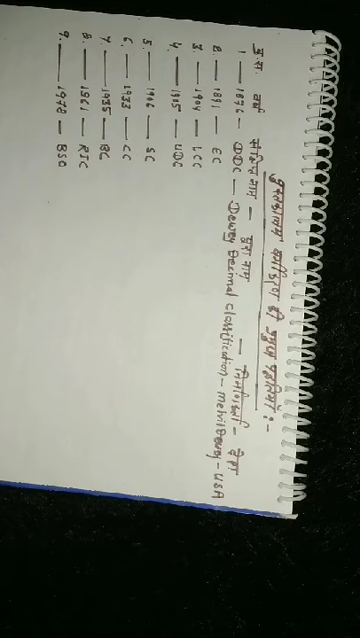 पुस्तकालय वर्गीकरण की मुख्य पद्धतियाँ :-
क्र.सं. वर्ष संक्षिप्त नाम — पूरा नाम — निर्माणकर्ता - देश
1 — 1876 — DDC — Dewey Decimal Classification — Melvil Dewey - USA
2 — 1891 — EC
3 — 1904 — LCC
4. — 1905 — UDC
5. — 1906 — SC
6. — 1933 — CC
7. — 1935 — BC
8. — 1961 — RIC
9. — 1978 — BSO